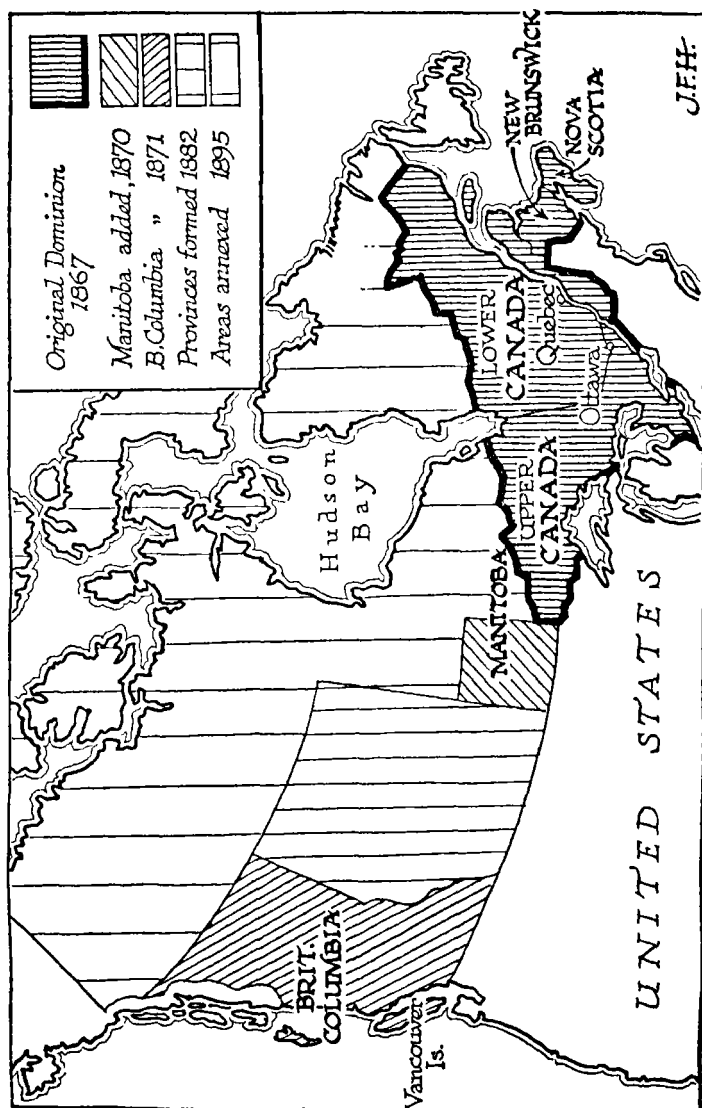 Original Dominion
1867
Manitoba added, 1870
B. Columbia „ 1871
Provinces formed 1882
Areas annexed 1895
Hudson
Bay
LOWER
CANADA
Quebec
NEW
BRUNSWICK
NOVA
SCOTIA
Ottawa
UPPER
CANADA
MANITOBA
BRIT.
COLUMBIA
Vancouver
Is.
UNITED STATES
J.F.H.